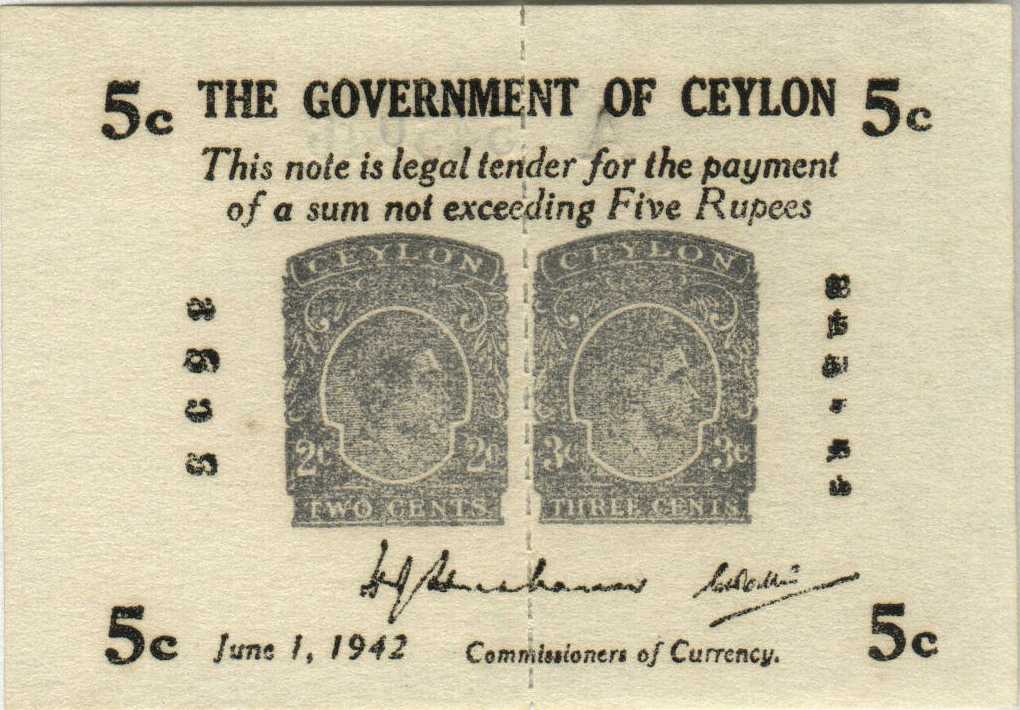 5c THE GOVERNMENT OF CEYLON 5c
This note is legal tender for the payment
of a sum not exceeding Five Rupees
CEYLON CEYLON
2c 2c 3c 3c
TWO CENTS. THREE CENTS.
5c June 1, 1942 Commissioners of Currency. 5c